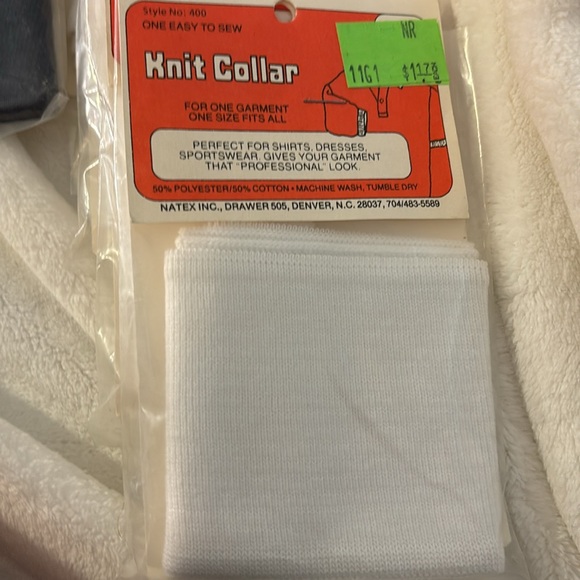 Style No: 400
ONE EASY TO SEW
NR
1161 $1.78
Knit Collar
FOR ONE GARMENT
ONE SIZE FITS ALL
PERFECT FOR SHIRTS, DRESSES,
SPORTSWEAR. GIVES YOUR GARMENT
THAT "PROFESSIONAL" LOOK.
50% POLYESTER/50% COTTON • MACHINE WASH, TUMBLE DRY
NATEX INC., DRAWER 505, DENVER, N.C. 28037, 704/483-5589